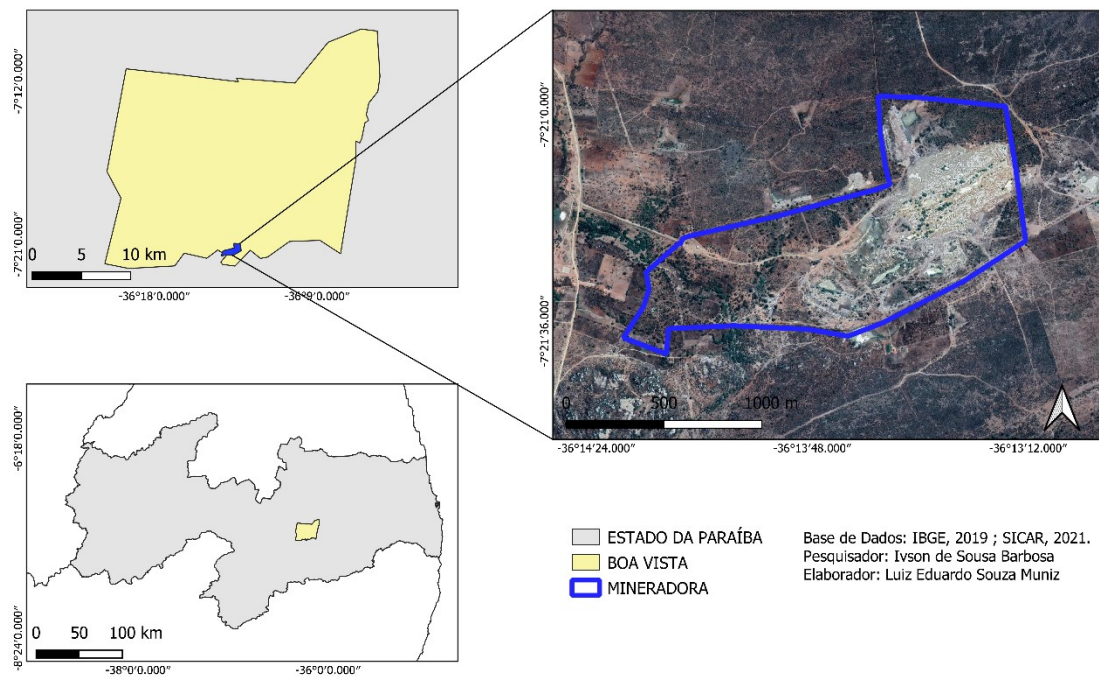 -7°12'0.000"
-7°21'0.000"
0 5 10 km
-36°18'0.000"
-36°9'0.000"
-7°21'0.000"
-7°21'36.000"
0 500 1000 m
-36°14'24.000"
-36°13'48.000"
-36°13'12.000"
-6°18'0.000"
-8°24'0.000"
0 50 100 km
-38°0'0.000"
-36°0'0.000"
ESTADO DA PARAÍBA
BOA VISTA
MINERADORA
Base de Dados: IBGE, 2019 ; SICAR, 2021.
Pesquisador: Ivson de Sousa Barbosa
Elaborador: Luiz Eduardo Souza Muniz